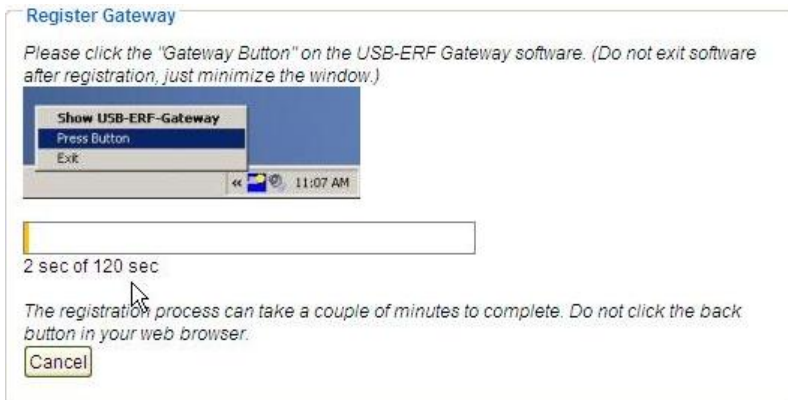 Register Gateway
Please click the "Gateway Button" on the USB-ERF Gateway software. (Do not exit software
after registration, just minimize the window.)
Show USB-ERF-Gateway
Press Button
Exit
« 11:07 AM
2 sec of 120 sec
The registration process can take a couple of minutes to complete. Do not click the back
button in your web browser.
Cancel